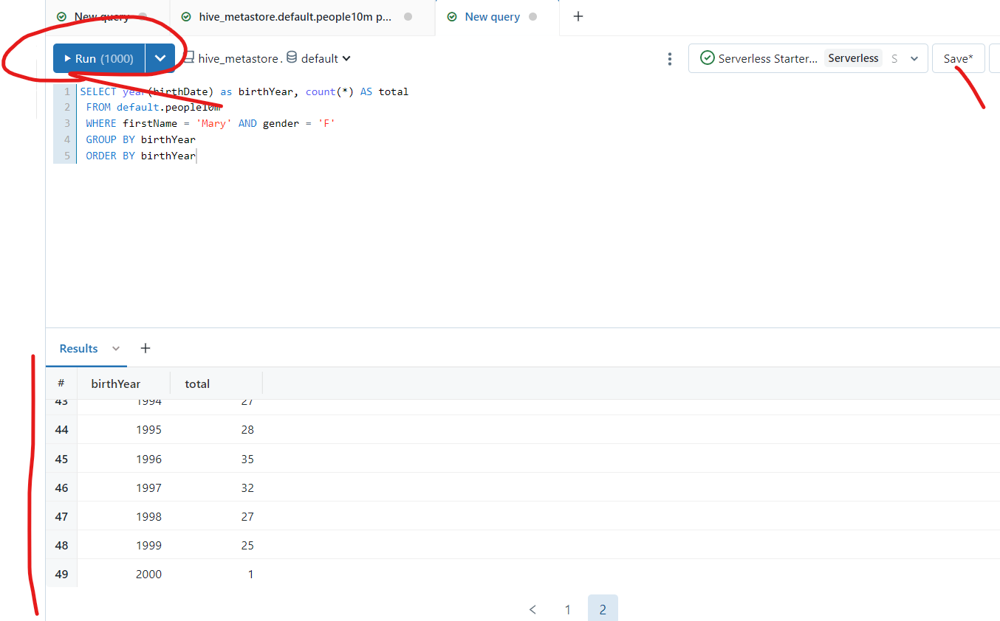 New query
hive_metastore.default.people10m p...
New query
Run (1000)
hive_metastore. default
Serverless Starter... Serverless S
Save*
1 SELECT year(birthDate) as birthYear, count(*) AS total
2 FROM default.people10m
3 WHERE firstName = 'Mary' AND gender = 'F'
4 GROUP BY birthYear
5 ORDER BY birthYear
Results
# birthYear total
43 1994 27
44 1995 28
45 1996 35
46 1997 32
47 1998 27
48 1999 25
49 2000 1
< 1 2